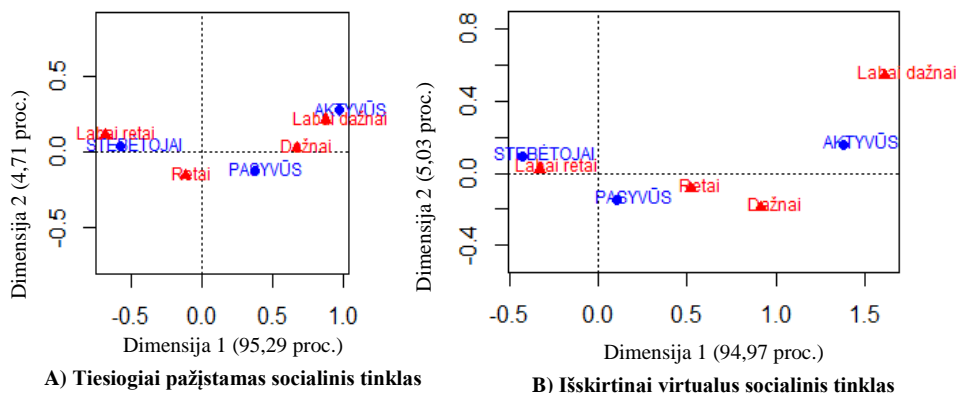 0.5
0.0
-0.5
Dimensija 2 (4,71 proc.)
AKTYVŪS
Labai dažnai
Labai retai
STEBĖTOJAI
Dažnai
Retai
PASYVŪS
-0.5 0.0 0.5 1.0
Dimensija 1 (95,29 proc.)
A) Tiesiogiai pažįstamas socialinis tinklas
0.8
0.4
0.0
-0.4
Dimensija 2 (5,03 proc.)
Labai dažnai
AKTYVŪS
STEBĖTOJAI
Labai retai
Retai
PASYVŪS
Dažnai
-0.5 0.0 0.5 1.0 1.5
Dimensija 1 (94,97 proc.)
B) Išskirtinai virtualus socialinis tinklas